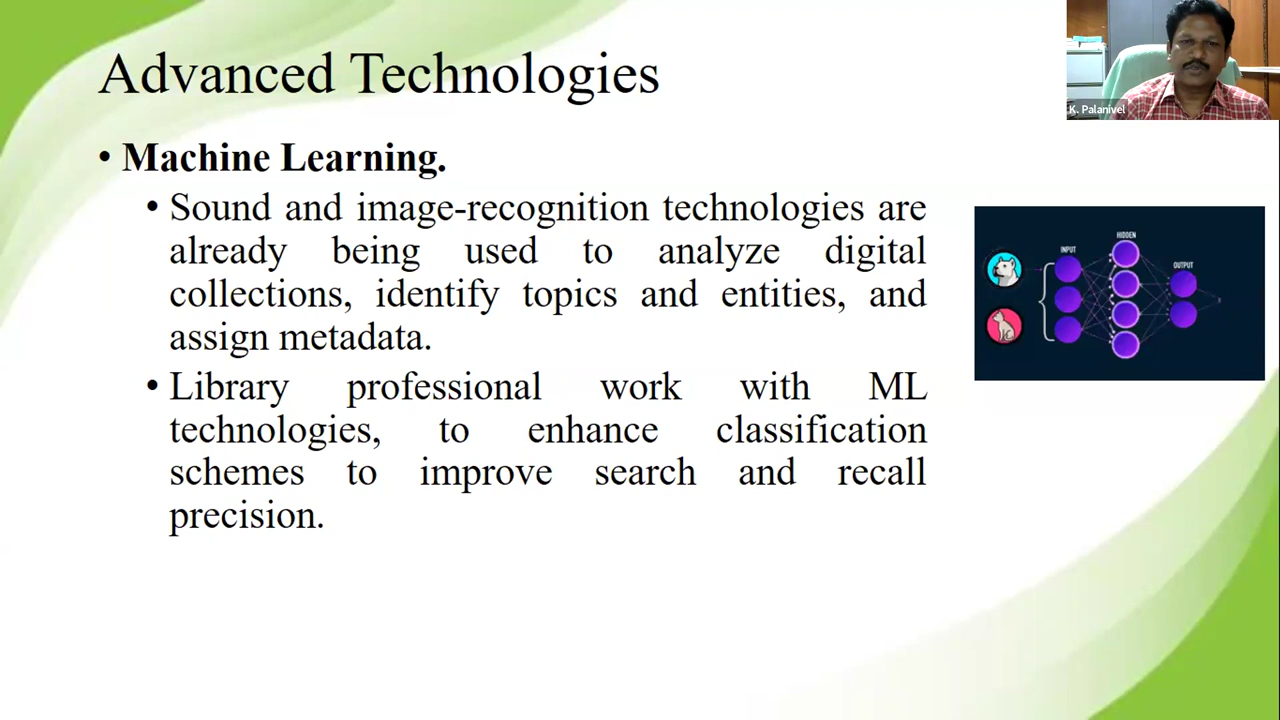 Advanced Technologies
K. Palanivel
• Machine Learning.
• Sound and image-recognition technologies are
already being used to analyze digital
collections, identify topics and entities, and
assign metadata.
• Library professional work with ML
technologies, to enhance classification
schemes to improve search and recall
precision.
INPUT
HIDDEN
OUTPUT